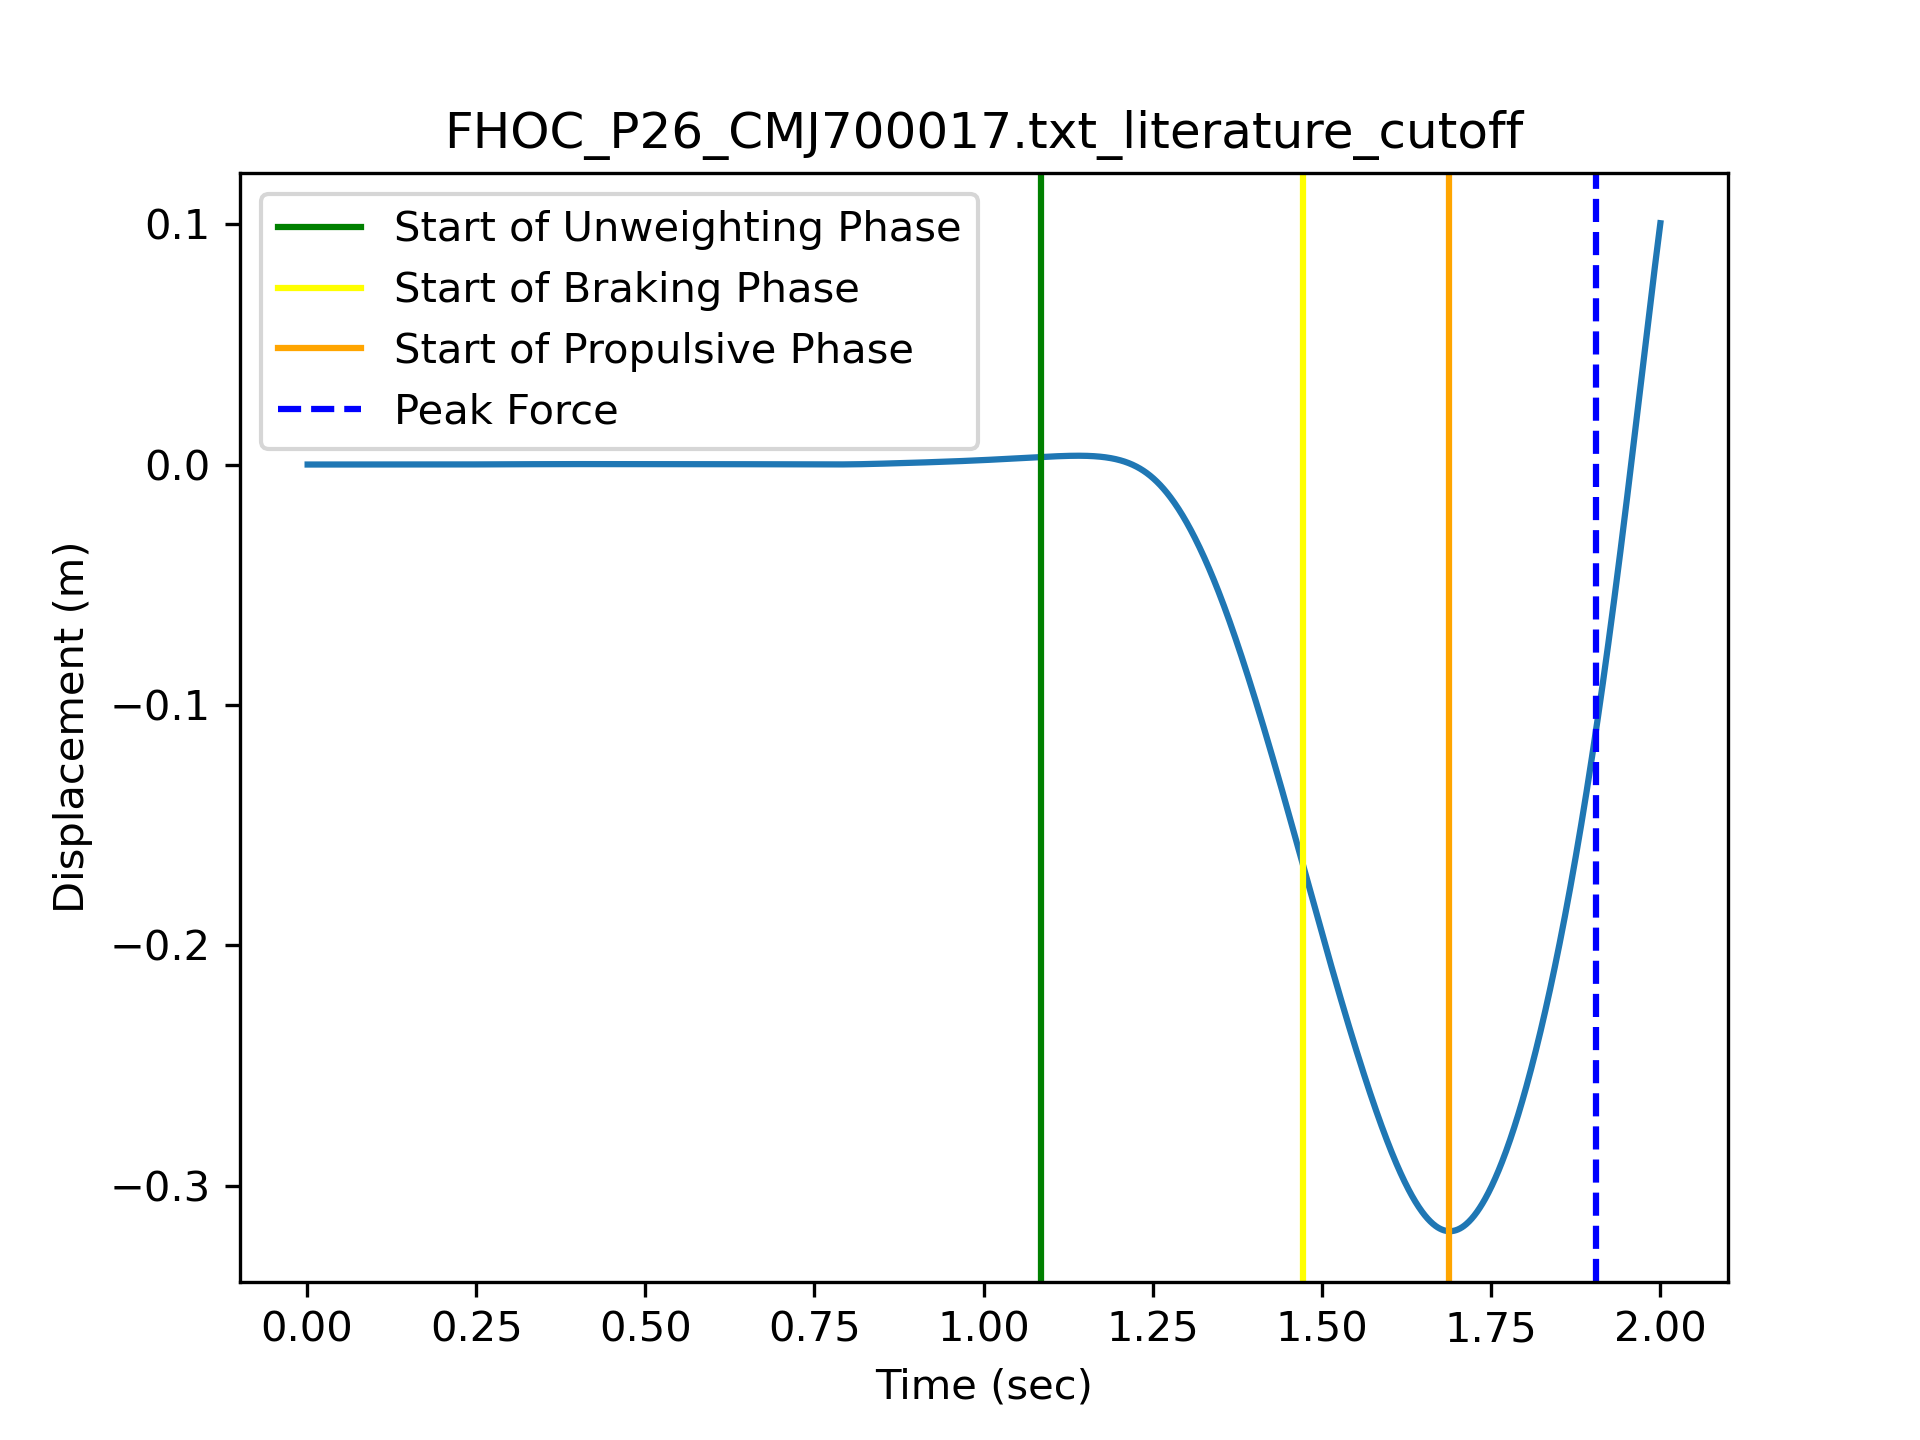 FHOC_P26_CMJ700017.txt_literature_cutoff
Start of Unweighting Phase
Start of Braking Phase
Start of Propulsive Phase
Peak Force
0.1
0.0
−0.1
−0.2
−0.3
Displacement (m)
0.00 0.25 0.50 0.75 1.00 1.25 1.50 1.75 2.00
Time (sec)